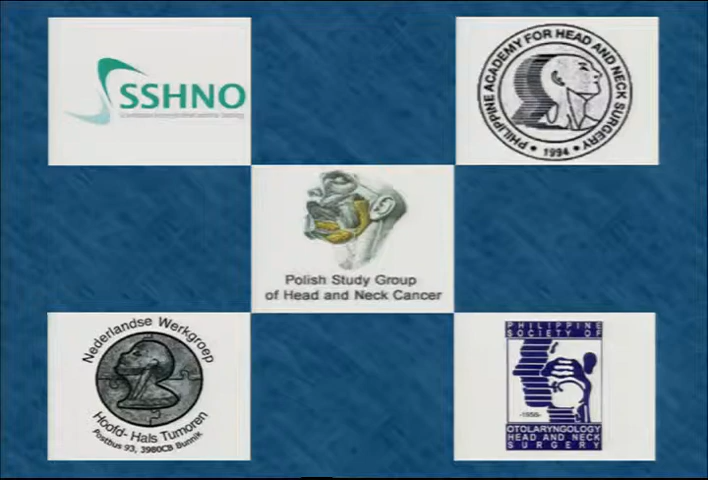 SSHNO
PHILIPPINE ACADEMY FOR HEAD AND NECK SURGERY
• 1994 •
Polish Study Group
of Head and Neck Cancer
Nederlandse Werkgroep
Hoofd- Hals Tumoren
Postbus 93, 3980CB Bunnik
PHILIPPINE
SOCIETY OF
-1956-
OTOLARYNGOLOGY
HEAD AND NECK
SURGERY